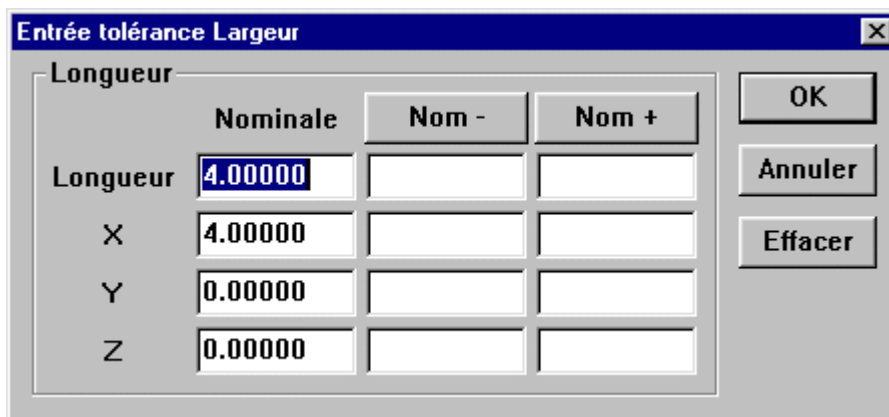 Entrée tolérance Largeur
Longueur
Nominale Nom - Nom + OK
Longueur 4.00000 Annuler
X 4.00000 Effacer
Y 0.00000
Z 0.00000